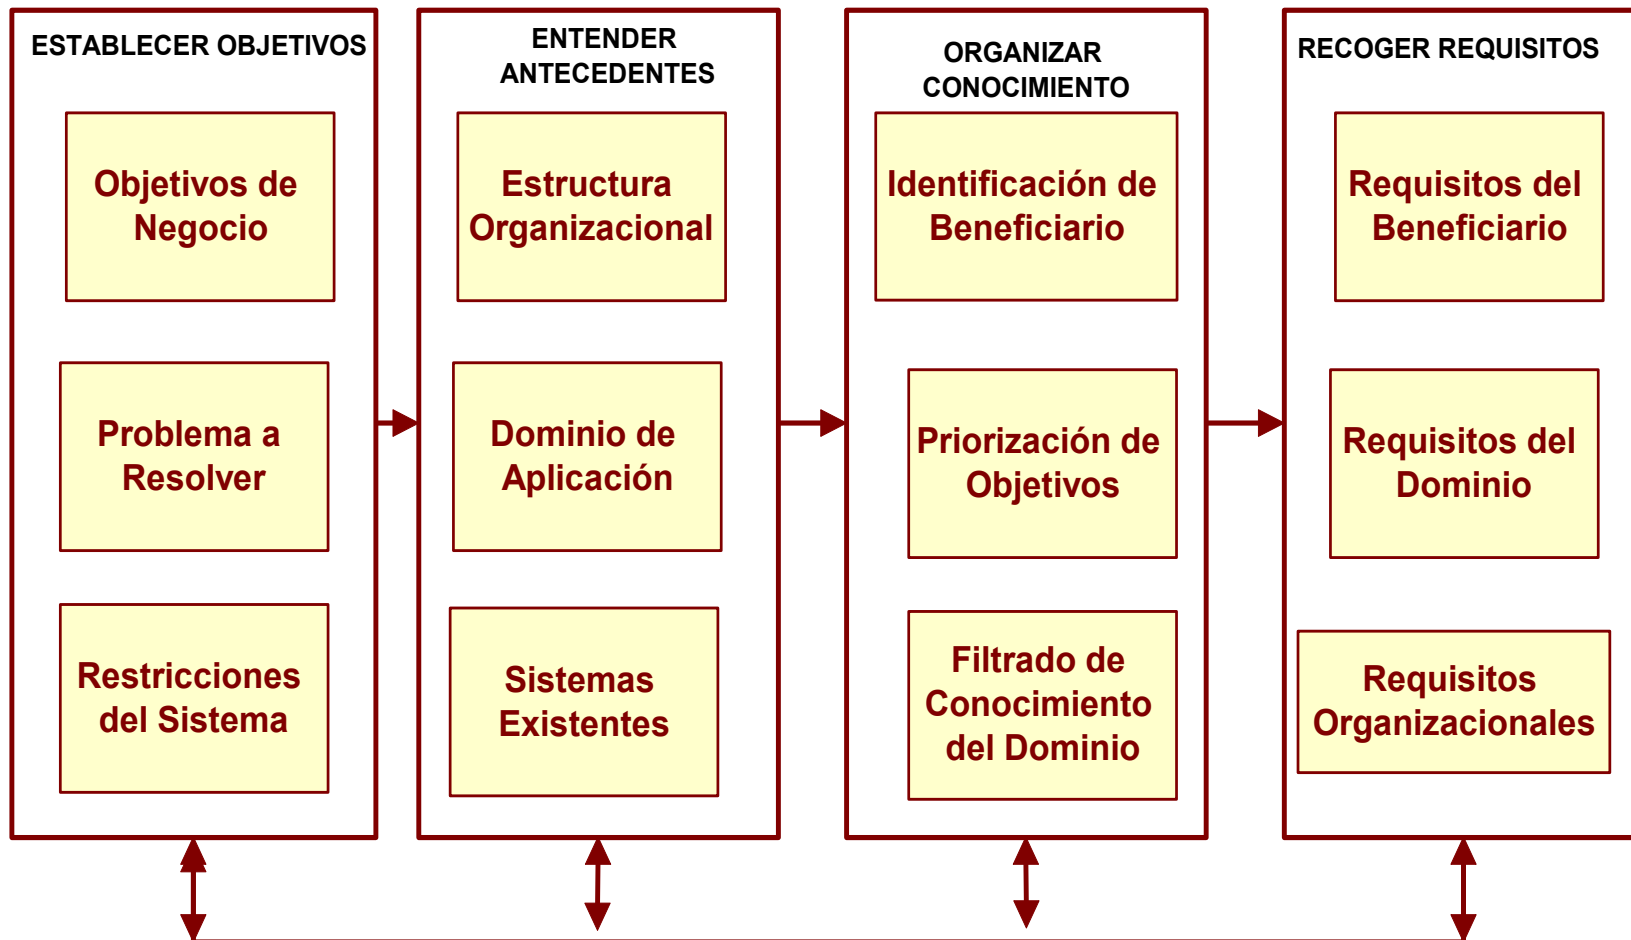 ESTABLECER OBJETIVOS
Objetivos de
Negocio
Problema a
Resolver
Restricciones
del Sistema
ENTENDER
ANTECEDENTES
Estructura
Organizacional
Dominio de
Aplicación
Sistemas
Existentes
ORGANIZAR
CONOCIMIENTO
Identificación de
Beneficiario
Priorización de
Objetivos
Filtrado de
Conocimiento
del Dominio
RECOGER REQUISITOS
Requisitos del
Beneficiario
Requisitos del
Dominio
Requisitos
Organizacionales